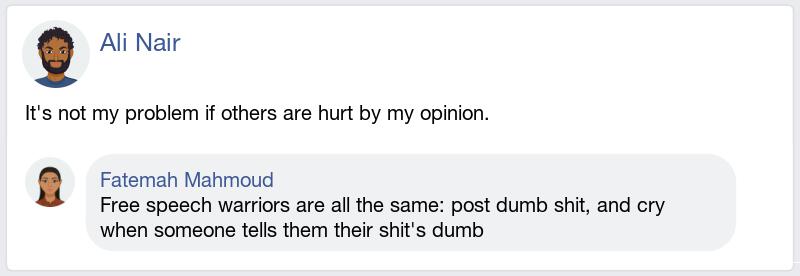 Ali Nair
It's not my problem if others are hurt by my opinion.
Fatemah Mahmoud
Free speech warriors are all the same: post dumb shit, and cry
when someone tells them their shit's dumb